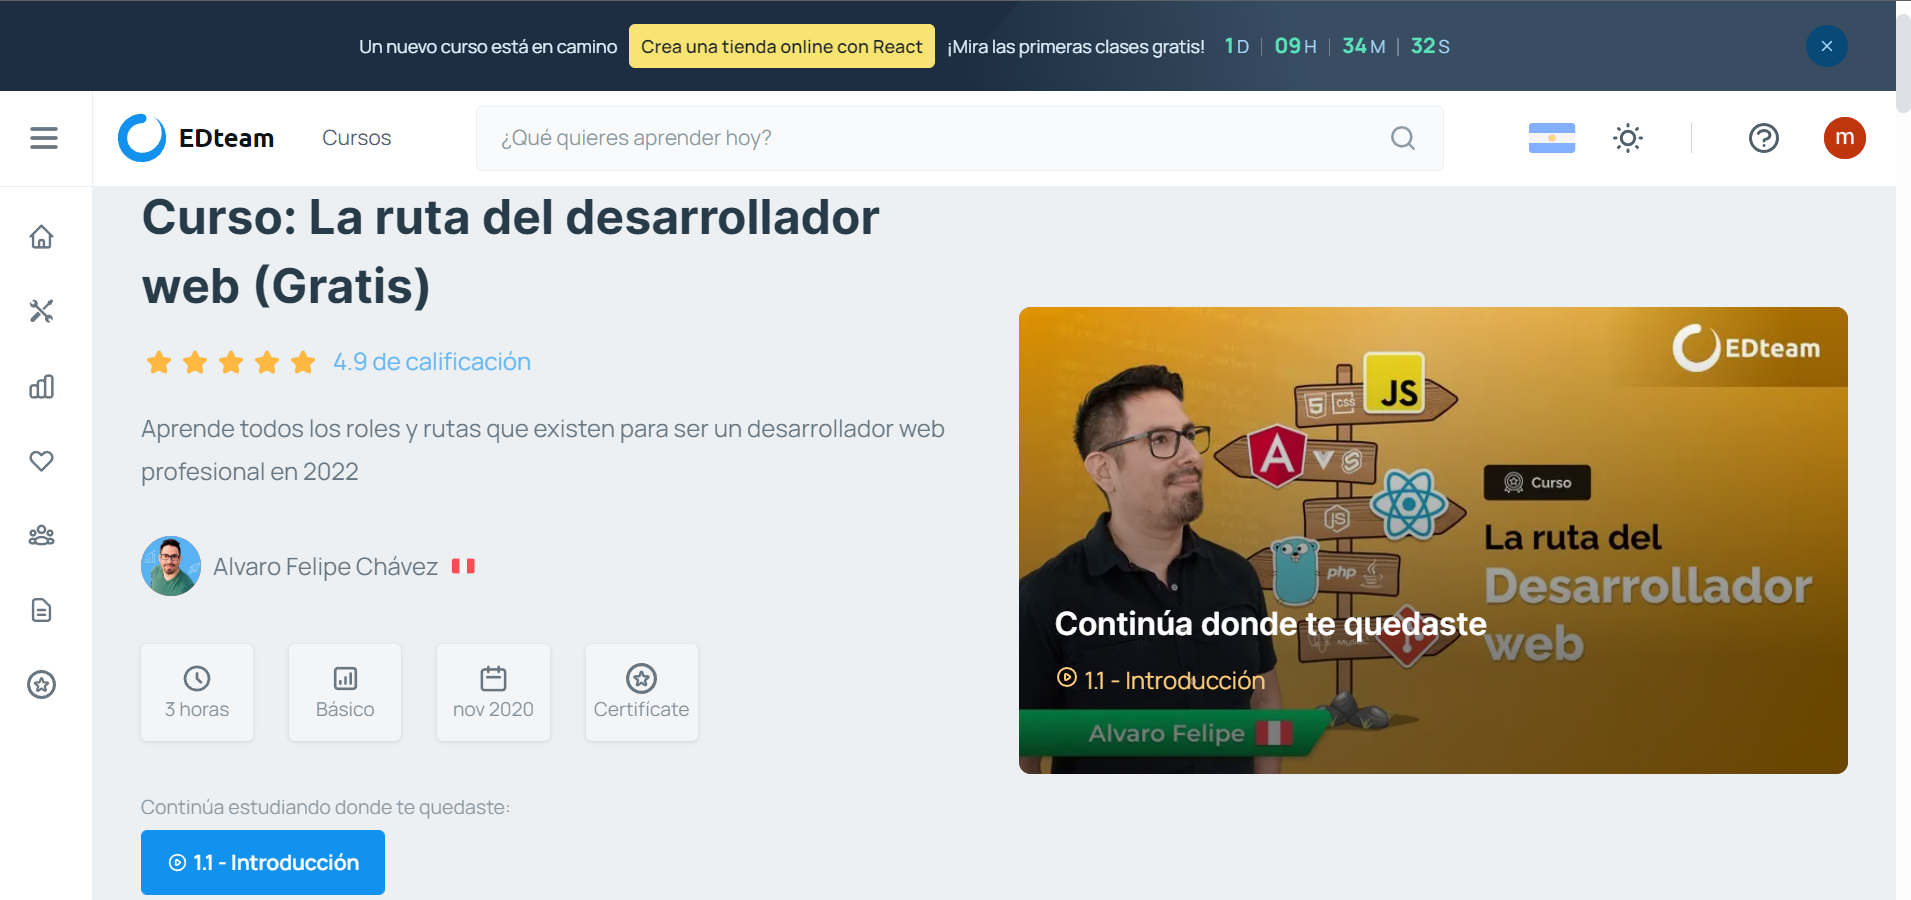 Un nuevo curso está en camino Crea una tienda online con React ¡Mira las primeras clases gratis! 1 D | 09 H | 34 M | 32 S
EDteam Cursos ¿Qué quieres aprender hoy? m
Curso: La ruta del desarrollador
web (Gratis)
4.9 de calificación
Aprende todos los roles y rutas que existen para ser un desarrollador web
profesional en 2022
Alvaro Felipe Chávez
3 horas Básico nov 2020 Certifícate
Continúa estudiando donde te quedaste:
1.1 - Introducción
EDteam
JS
5 CSS
A
JS
php
Curso
La ruta del
Desarrollador
web
Continúa donde te quedaste
1.1 - Introducción
Alvaro Felipe